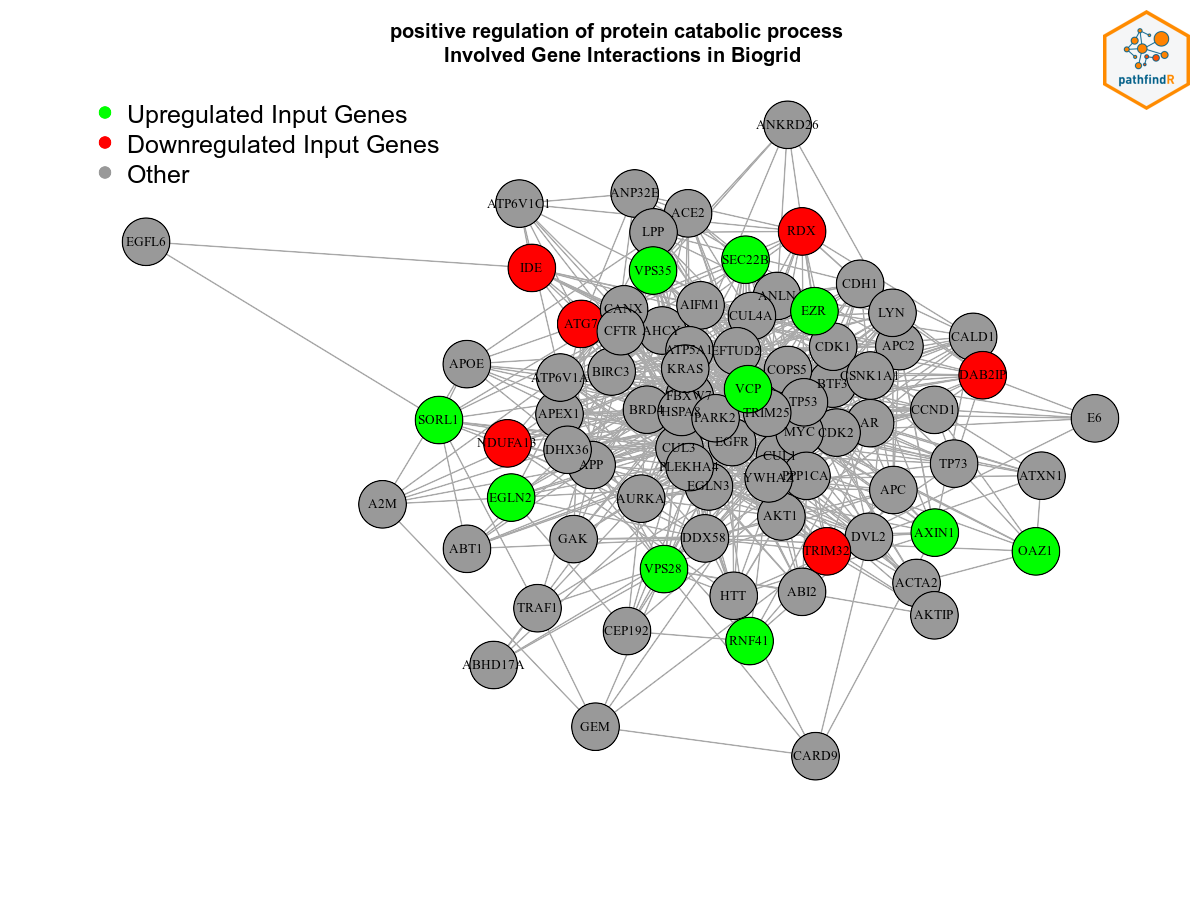 positive regulation of protein catabolic process
Involved Gene Interactions in Biogrid
pathfindR
Upregulated Input Genes
Downregulated Input Genes
Other
ANKRD26
ANP32E
ATP6V1C1
ACE2
LPP
RDX
EGFL6
SEC22B
IDE
VPS35
CDH1
ANLN
AIFM1
CANX
EZR
LYN
CUL4A
ATG7
CFTR
AHCY
CALD1
CDK1
APC2
ATP5A1
EFTUD2
APOE
KRAS
COPS5
BIRC3
DAB2IP
CSNK1A1
ATP6V1A
BTF3
VCP
FBXW7
TP53
BRD4
CCND1
HSPA8
TRIM25
APEX1
PARK2
E6
SORL1
AR
MYC
CDK2
NDUFA13
EGFR
CUL3
DHX36
CUL1
APP
PLEKHA4
TP73
PPP1CA
ATXN1
YWHAZ
EGLN3
APC
EGLN2
AURKA
A2M
AKT1
AXIN1
DVL2
DDX58
GAK
ABT1
TRIM32
OAZ1
VPS28
ACTA2
ABI2
HTT
TRAF1
AKTIP
CEP192
RNF41
ABHD17A
GEM
CARD9